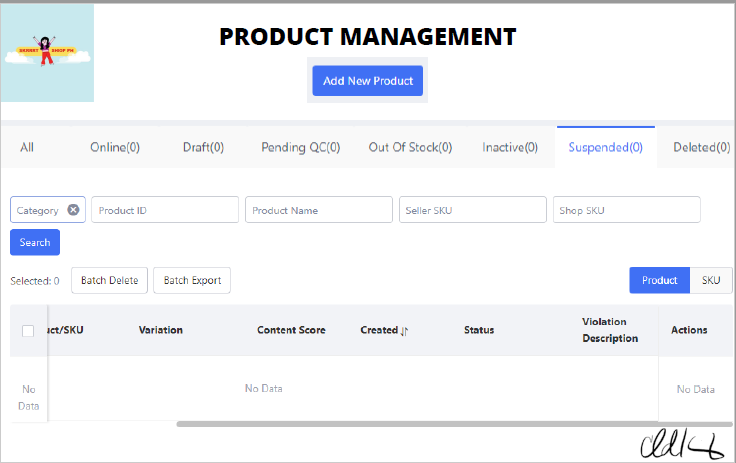 PRODUCT MANAGEMENT
SHERRY SHOP PH
Add New Product
All Online(0) Draft(0) Pending QC(0) Out Of Stock(0) Inactive(0) Suspended(0) Deleted(0)
Category Product ID Product Name Seller SKU Shop SKU
Search
Selected: 0 Batch Delete Batch Export Product SKU
uct/SKU Variation Content Score Created Status Violation Description Actions
No Data No Data No Data